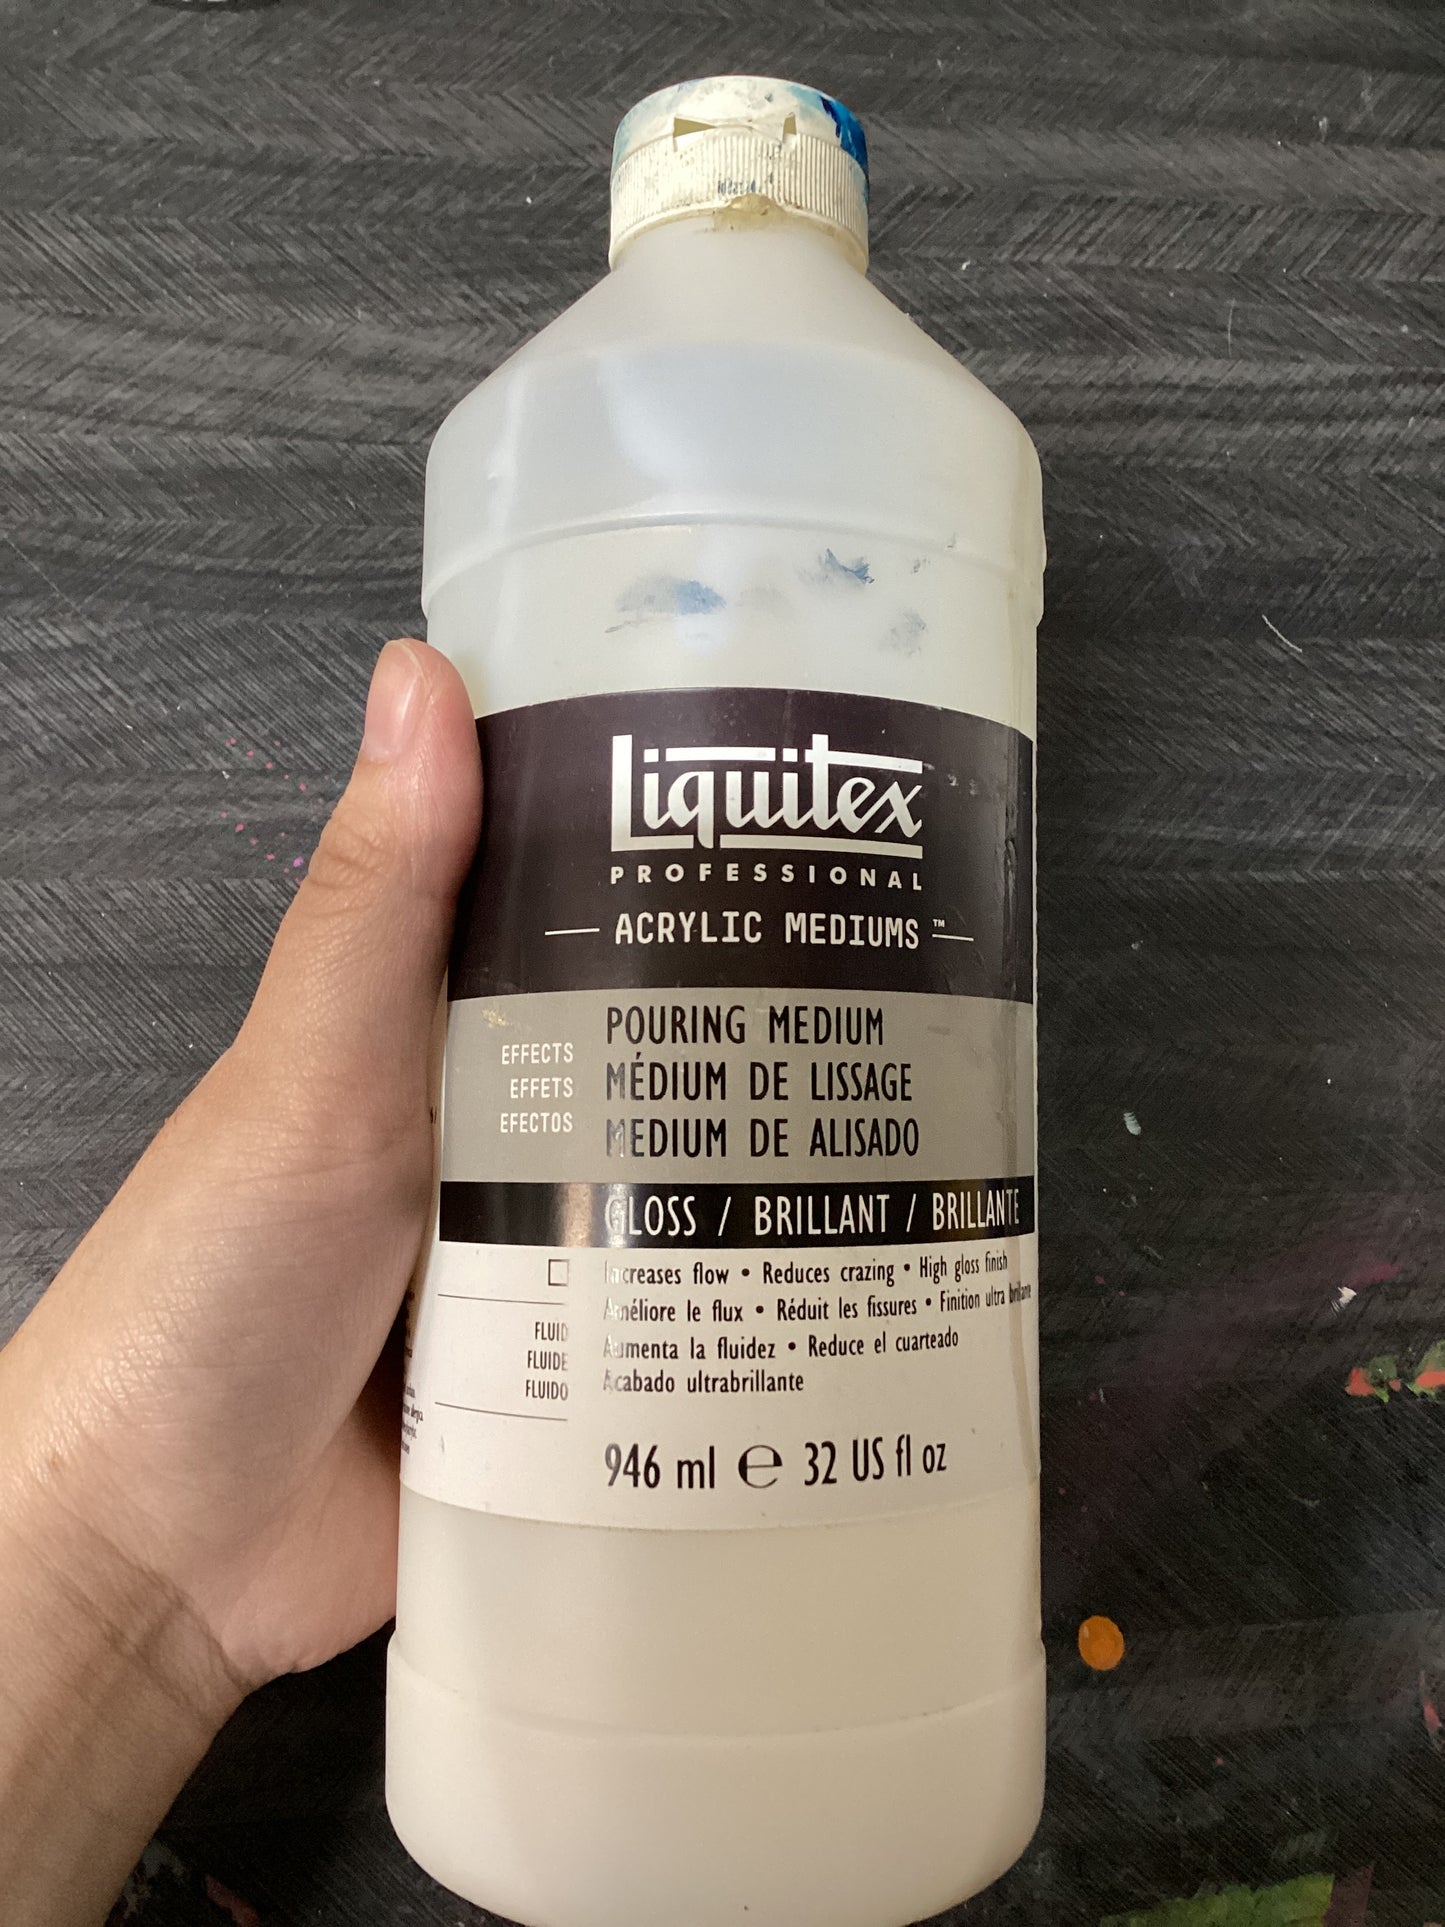 Liquitex
PROFESSIONAL
ACRYLIC MEDIUMS™
EFFECTS
EFFETS
EFECTOS
POURING MEDIUM
MÉDIUM DE LISSAGE
MEDIUM DE ALISADO
GLOSS / BRILLANT / BRILLANTE
FLUID
FLUIDE
FLUIDO
Increases flow • Reduces crazing • High gloss finish
Améliore le flux • Réduit les fissures • Finition ultra brillante
Aumenta la fluidez • Reduce el cuarteado
Acabado ultrabrillante
946 ml ℮ 32 US fl oz